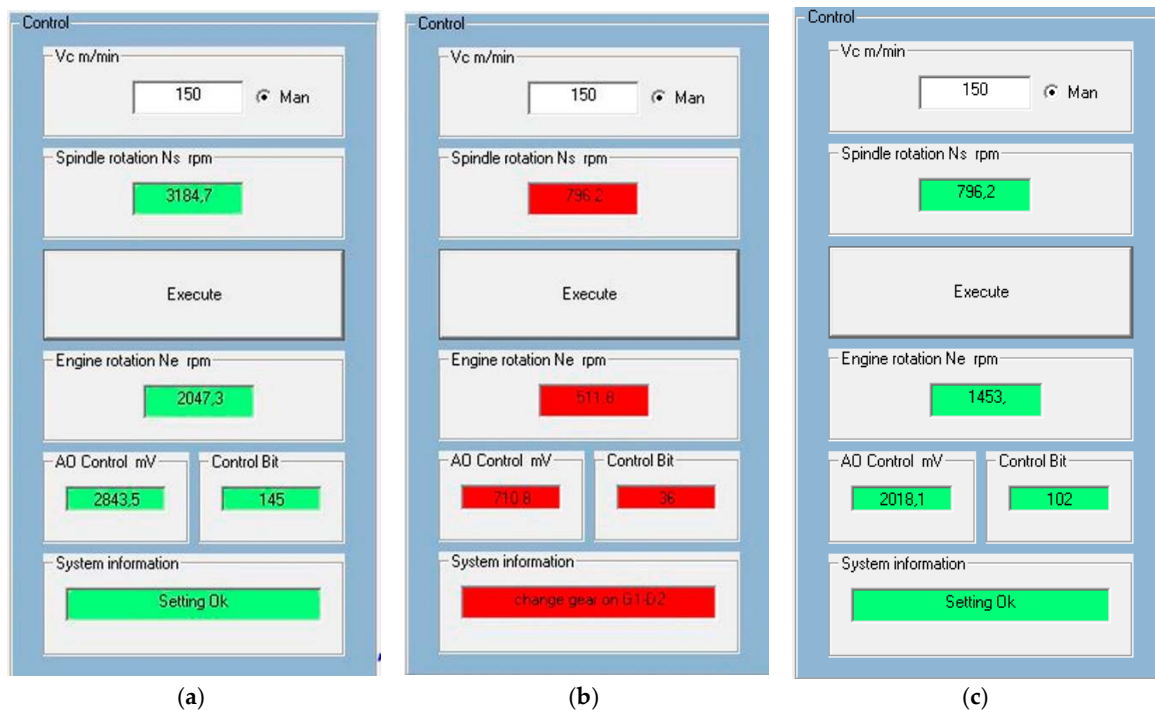 Control
Vc m/min
150
Man
Spindle rotation Ns rpm
3184,7
Execute
Engine rotation Ne rpm
2047,3
AO Control mV
Control Bit
2843,5
145
System information
Setting Ok
(a)
Control
Vc m/min
150
Man
Spindle rotation Ns rpm
796,2
Execute
Engine rotation Ne rpm
511,8
AO Control mV
Control Bit
710,8
36
System information
change gear on G1-D2
(b)
Control
Vc m/min
150
Man
Spindle rotation Ns rpm
796,2
Execute
Engine rotation Ne rpm
1453,
AO Control mV
Control Bit
2018,1
102
System information
Setting Ok
(c)